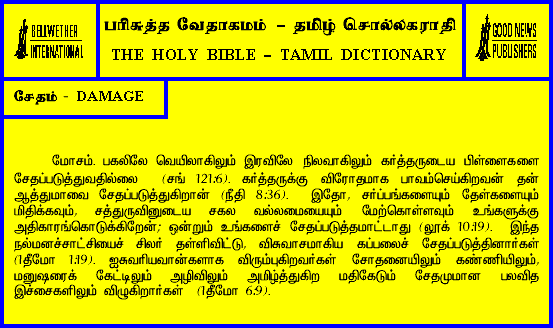 BELLWETHER
INTERNATIONAL
பரிசுத்த வேதாகமம் – தமிழ் சொல்லகராதி
THE HOLY BIBLE – TAMIL DICTIONARY
GOOD NEWS
PUBLISHERS
சேதம் - DAMAGE
மோசம். பகலிலே வெயிலாகிலும் இரவிலே நிலவாகிலும் கர்த்தருடைய பிள்ளைகளை
சேதப்படுத்துவதில்லை (சங் 121:6). கர்த்தருக்கு விரோதமாக பாவம்செய்கிறவன் தன்
ஆத்துமாவை சேதப்படுத்துகிறான் (நீதி 8:36). இதோ, சர்ப்பங்களையும் தேள்களையும்
மிதிக்கவும், சத்துருவினுடைய சகல வல்லமையையும் மேற்கொள்ளவும் உங்களுக்கு
அதிகாரங்கொடுக்கிறேன்; ஒன்றும் உங்களைச் சேதப்படுத்தமாட்டாது (லூக் 10:19). இந்த
நல்மனச்சாட்சியைச் சிலர் தள்ளிவிட்டு, விசுவாசமாகிய கப்பலைச் சேதப்படுத்தினார்கள்
(1தீமோ 1:19). ஐசுவரியவான்களாக விரும்புகிறவர்கள் சோதனையிலும் கண்ணியிலும்,
மனுஷரைக் கேட்டிலும் அழிவிலும் அமிழ்த்துகிற மதிகேடும் சேதமுமான பலவித
இச்சைகளிலும் விழுகிறார்கள் (1தீமோ 6:9).